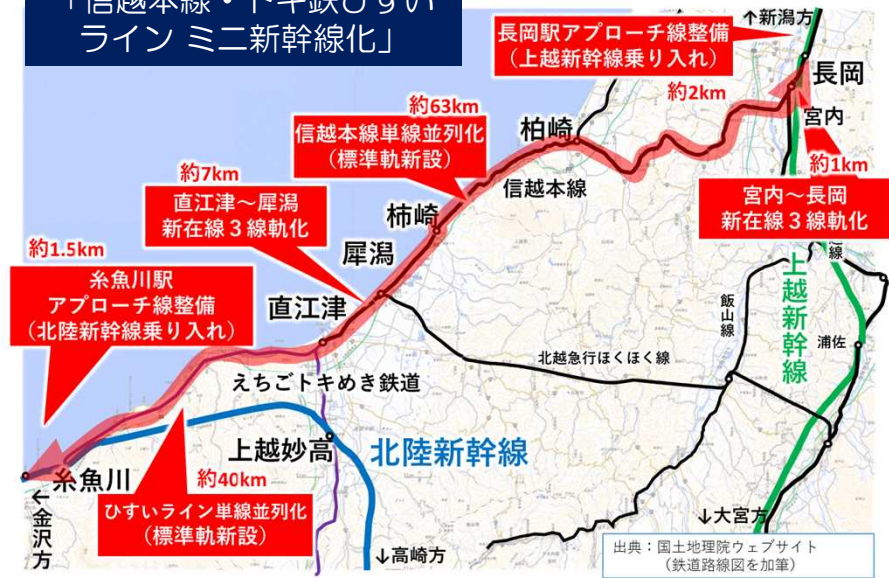 「信越本線・トキ鉄ひすい
ライン ミニ新幹線化」
↑新潟方
長岡駅アプローチ線整備
(上越新幹線乗り入れ)
長岡
約2km
宮内
約63km
信越本線単線並列化
(標準軌新設)
柏崎
信越本線
約1km
宮内～長岡
新在線3線軌化
約7km
直江津～犀潟
新在線3線軌化
柿崎
犀潟
約1.5km
糸魚川駅
アプローチ線整備
(北陸新幹線乗り入れ)
直江津
上越新幹線
線
飯山線
浦佐
北越急行ほくほく線
えちごトキめき鉄道
上越妙高
北陸新幹線
糸魚川
←金沢方
約40km
ひすいライン単線並列化
(標準軌新設)
↓高崎方
↓大宮方
出典：国土地理院ウェブサイト
(鉄道路線図を加筆)